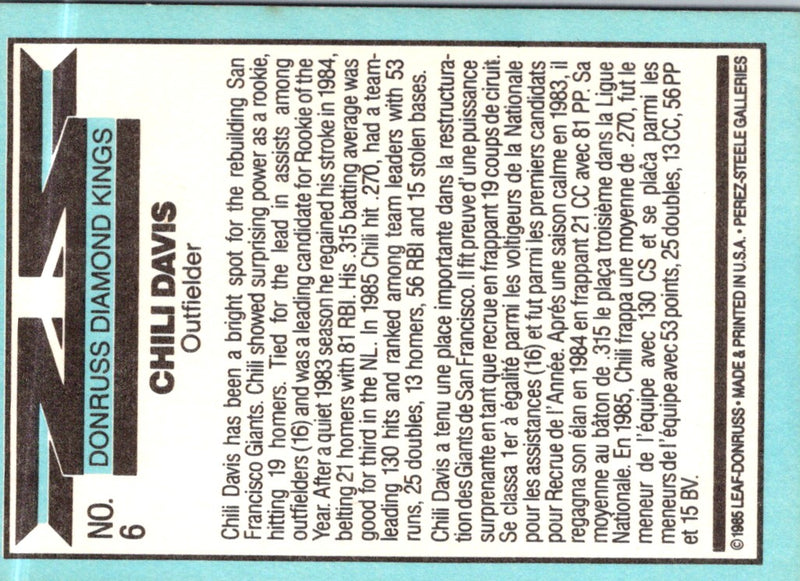 NO.
6
DONRUSS DIAMOND KINGS
CHILI DAVIS
Outfielder
Chili Davis has been a bright spot for the rebuilding San
Francisco Giants. Chili showed surprising power as a rookie,
hitting 19 homers. Tied for the lead in assists among
outfielders (16) and was a leading candidate for Rookie of the
Year. After a quiet 1983 season he regained his stroke in 1984,
belting 21 homers with 81 RBI. His .315 batting average was
good for third in the NL. In 1985 Chili hit .270, had a team-
leading 130 hits and ranked among team leaders with 53
runs, 25 doubles, 13 homers, 56 RBI and 15 stolen bases.
Chili Davis a tenu une place importante dans la restructura-
tion des Giants de San Francisco. Il fit preuve d'une puissance
surprenante en tant que recrue en frappant 19 coups de ciruit.
Se classa 1er à égalité parmi les voltigeurs de la Nationale
pour les assistances (16) et fut parmi les premiers candidats
pour Recrue de l'Année. Après une saison calme en 1983, il
regagna son élan en 1984 en frappant 21 CC avec 81 PP. Sa
moyenne au bâton de .315 le plaça troisième dans la Ligue
Nationale. En 1985, Chili frappa une moyenne de .270, fut le
meneur de l'équipe avec 130 CS et se plaça parmi les
meneurs de l'équipe avec 53 points, 25 doubles, 13 CC, 56 PP
et 15 BV.
©1985 LEAF-DONRUSS • MADE & PRINTED IN U.S.A. • PEREZ-STEELE GALLERIES